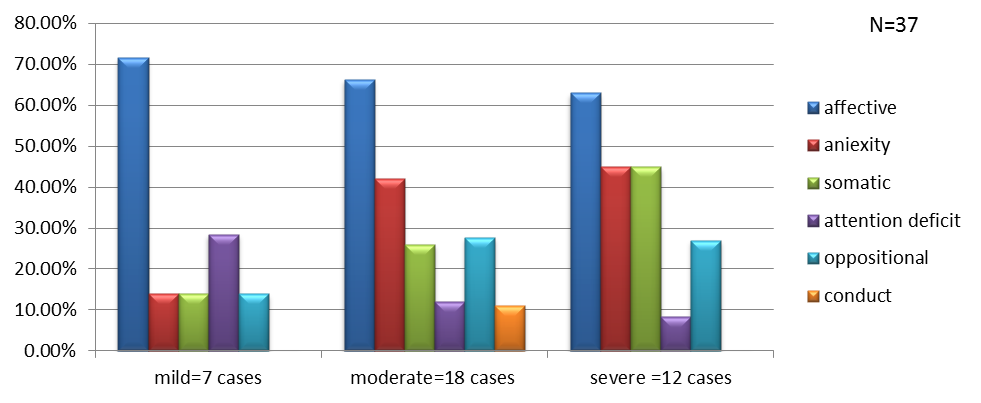 80.00%
70.00%
60.00%
50.00%
40.00%
30.00%
20.00%
10.00%
0.00%
mild=7 cases
moderate=18 cases
severe =12 cases
N=37
affective
aniexity
somatic
attention deficit
oppositional
conduct